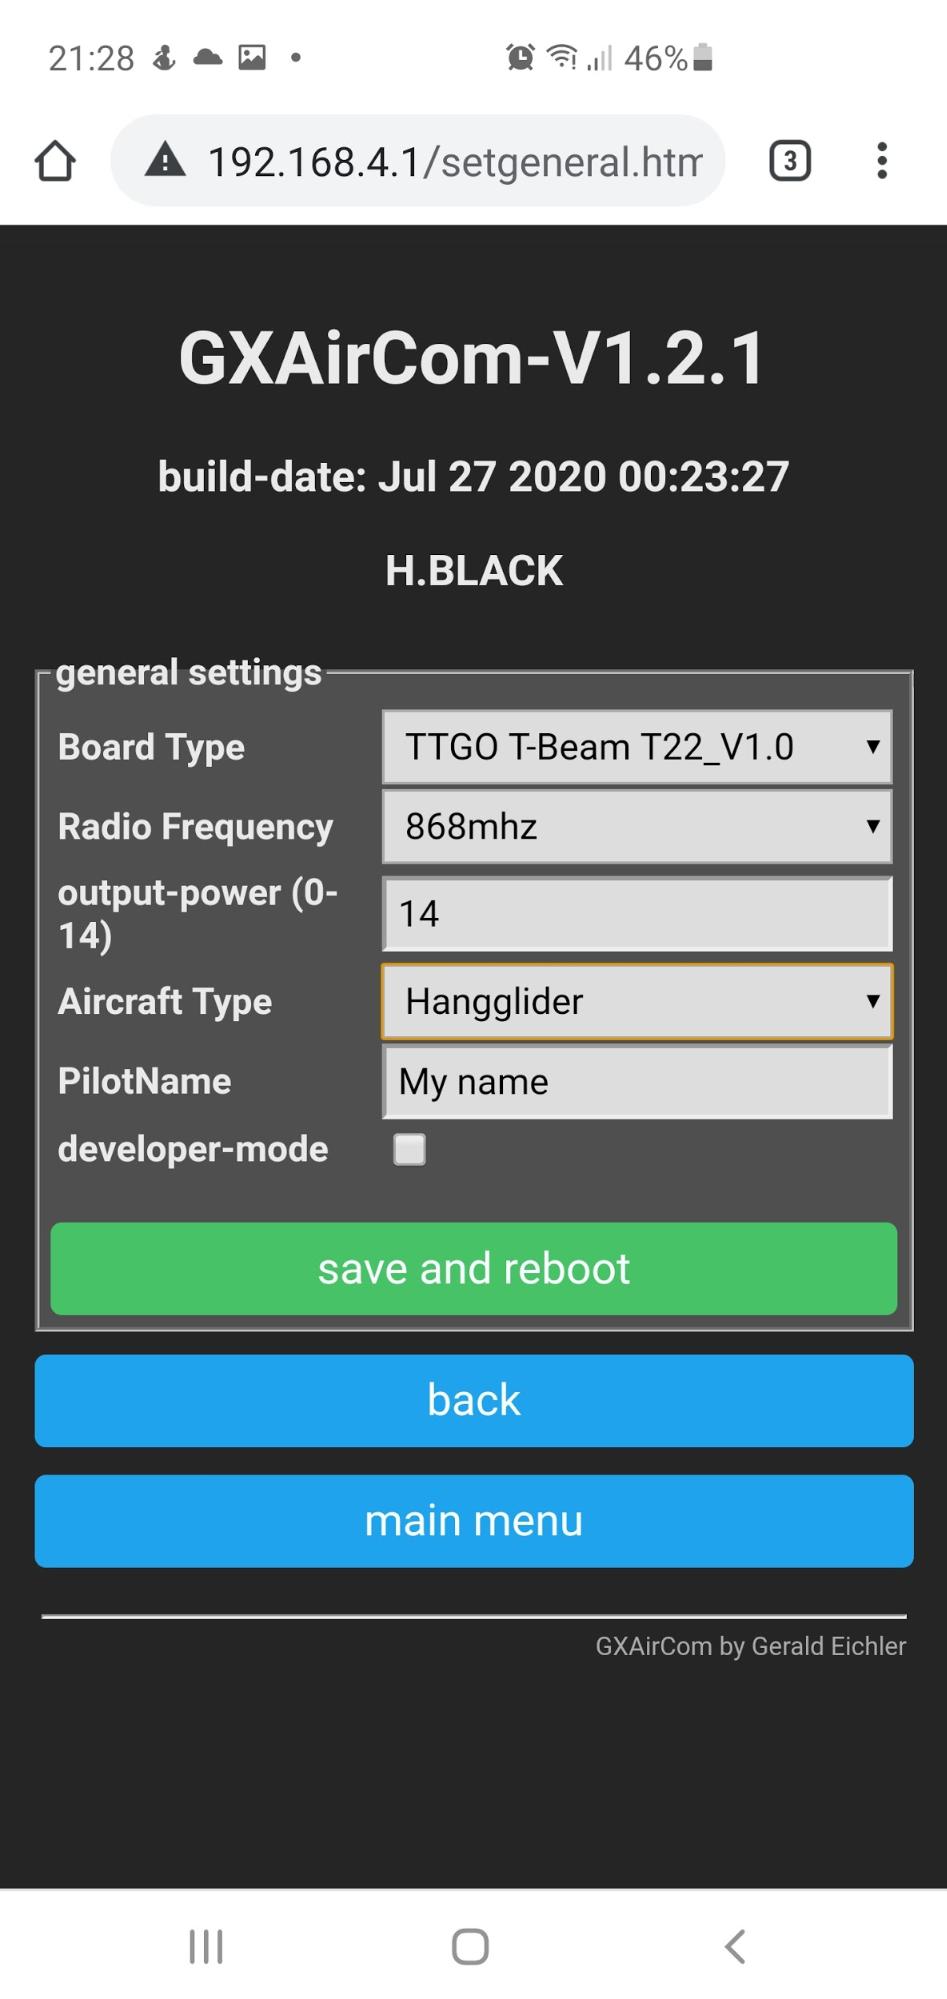 21:28 46%
192.168.4.1/setgeneral.htm 3
GXAirCom-V1.2.1
build-date: Jul 27 2020 00:23:27
H.BLACK
general settings
Board Type TTGO T-Beam T22_V1.0
Radio Frequency 868mhz
output-power (0-
14) 14
Aircraft Type Hangglider
PilotName My name
developer-mode
save and reboot
back
main menu
GXAirCom by Gerald Eichler